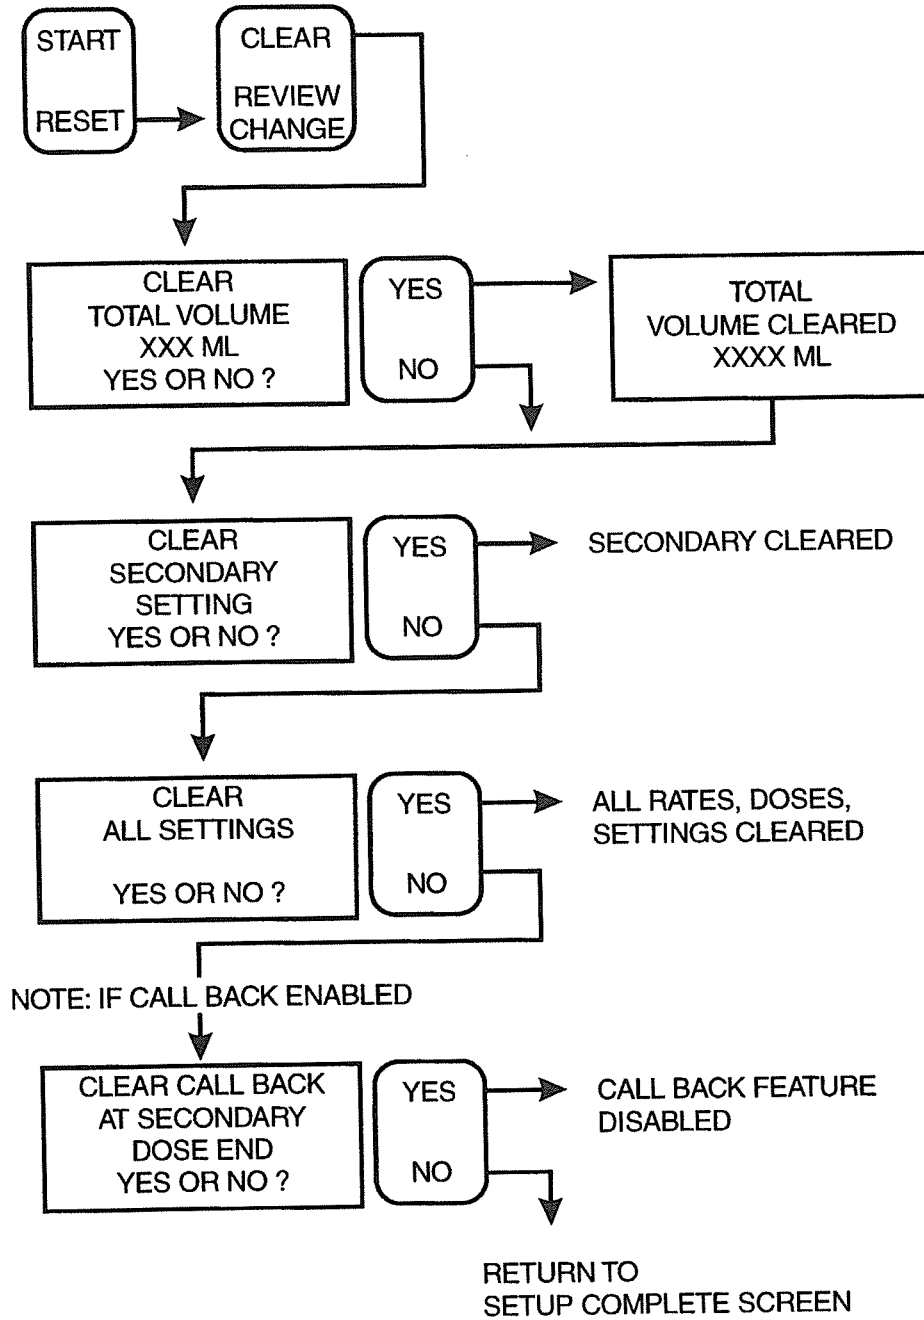 START
RESET
CLEAR
REVIEW
CHANGE
CLEAR
TOTAL VOLUME
XXX ML
YES OR NO ?
YES
NO
TOTAL
VOLUME CLEARED
XXXX ML
CLEAR
SECONDARY
SETTING
YES OR NO ?
YES
NO
SECONDARY CLEARED
CLEAR
ALL SETTINGS
YES OR NO ?
YES
NO
ALL RATES, DOSES,
SETTINGS CLEARED
NOTE: IF CALL BACK ENABLED
CLEAR CALL BACK
AT SECONDARY
DOSE END
YES OR NO ?
YES
NO
CALL BACK FEATURE
DISABLED
RETURN TO
SETUP COMPLETE SCREEN